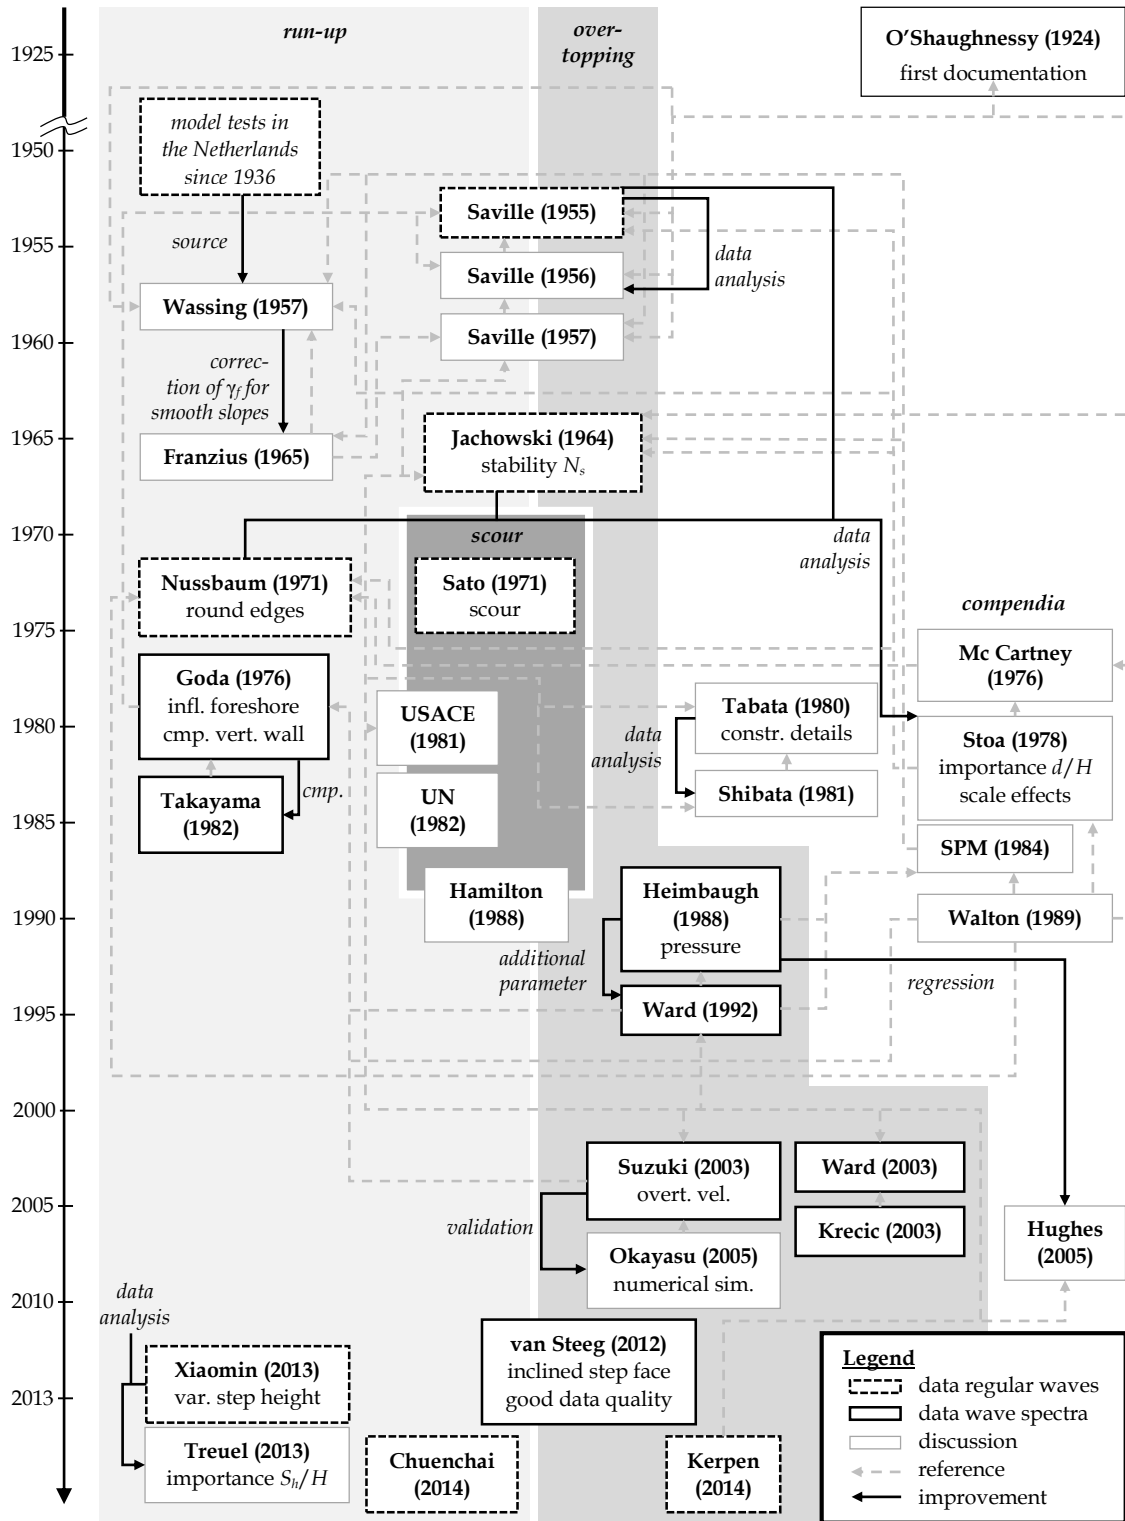 run-up
over-
topping
O'Shaughnessy (1924)
first documentation
1925
1950
1955
1960
1965
1970
1975
1980
1985
1990
1995
2000
2005
2010
2013
model tests in
the Netherlands
since 1936
source
Saville (1955)
Saville (1956)
data
analysis
Wassing (1957)
Saville (1957)
correc-
tion of γf for
smooth slopes
Franzius (1965)
Jachowski (1964)
stability Ns
scour
data
analysis
Nussbaum (1971)
round edges
Sato (1971)
scour
compendia
Mc Cartney
(1976)
Goda (1976)
infl. foreshore
cmp. vert. wall
USACE
(1981)
Tabata (1980)
constr. details
data
analysis
Stoa (1978)
importance d/H
scale effects
Takayama
(1982)
cmp.
UN
(1982)
Shibata (1981)
SPM (1984)
Hamilton
(1988)
Heimbaugh
(1988)
pressure
Walton (1989)
additional
parameter
Ward (1992)
regression
Suzuki (2003)
overt. vel.
Ward (2003)
validation
Krecic (2003)
Okayasu (2005)
numerical sim.
Hughes
(2005)
data
analysis
Xiaomin (2013)
var. step height
van Steeg (2012)
inclined step face
good data quality
Treuel (2013)
importance Sh/H
Chuenchai
(2014)
Kerpen
(2014)
Legend
data regular waves
data wave spectra
discussion
reference
improvement